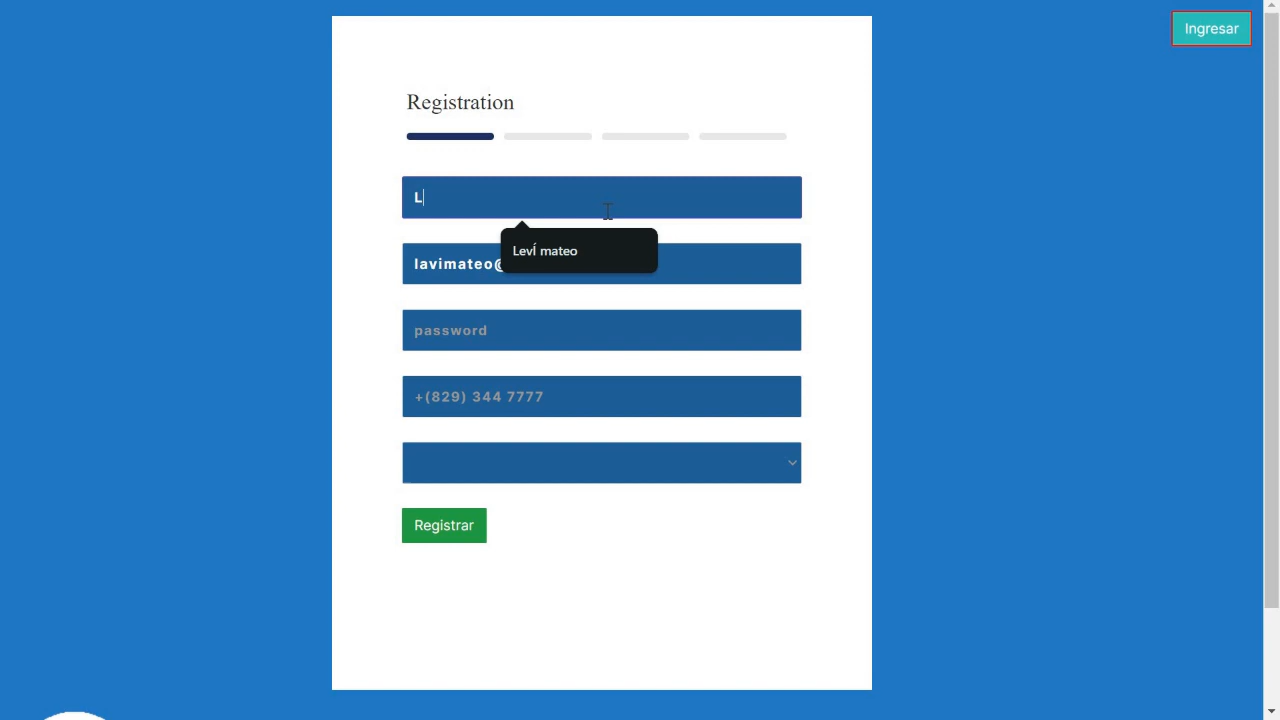 Ingresar
Registration
L
LevÍ mateo
lavimateo@
password
+(829) 344 7777
Registrar